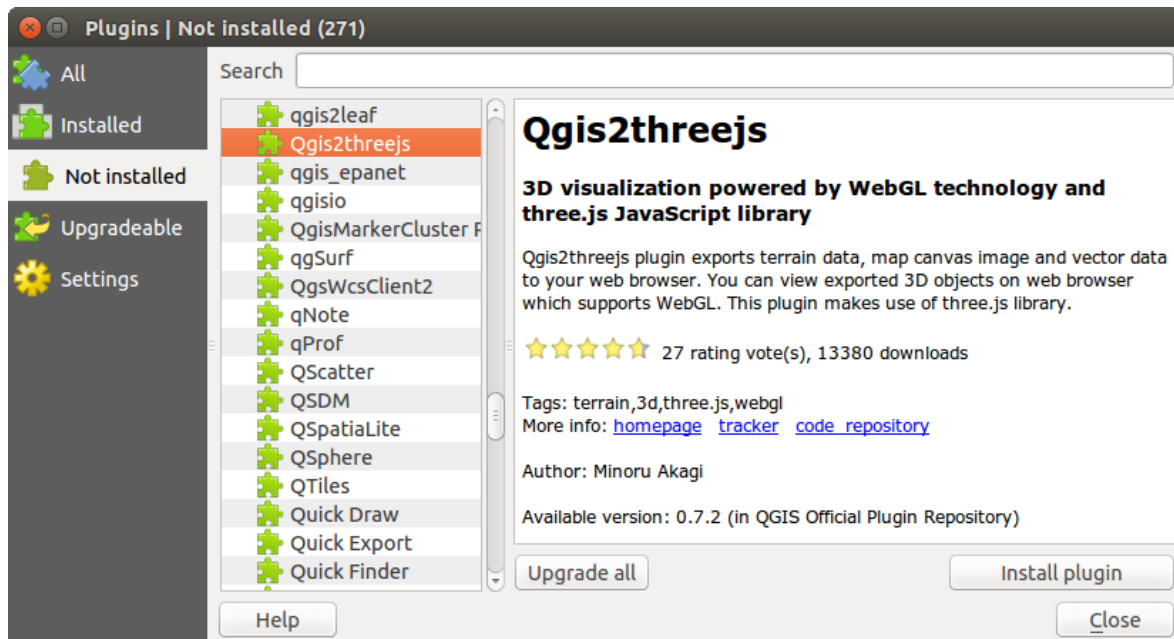 Plugins | Not installed (271)
All
Installed
Not installed
Upgradeable
Settings
Search
qgis2leaf
Qgis2threejs
qgis_epanet
qgisio
QgisMarkerCluster F
qgSurf
QgsWcsClient2
qNote
qProf
QScatter
QSDM
QSpatiaLite
QSphere
QTiles
Quick Draw
Quick Export
Quick Finder
Qgis2threejs
3D visualization powered by WebGL technology and
three.js JavaScript library
Qgis2threejs plugin exports terrain data, map canvas image and vector data
to your web browser. You can view exported 3D objects on web browser
which supports WebGL. This plugin makes use of three.js library.
27 rating vote(s), 13380 downloads
Tags: terrain,3d,three.js,webgl
More info: homepage tracker code_repository
Author: Minoru Akagi
Available version: 0.7.2 (in QGIS Official Plugin Repository)
Upgrade all
Install plugin
Help
Close